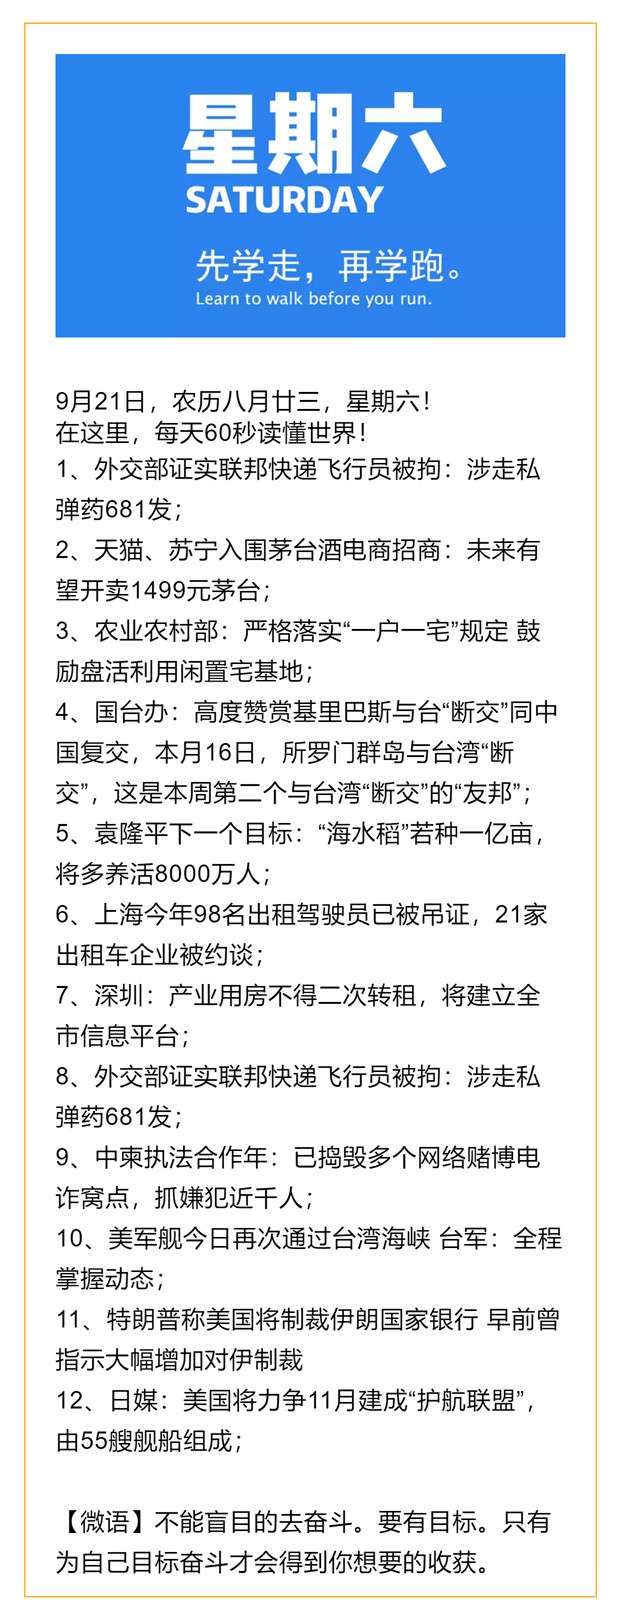 星期六
SATURDAY
先学走，再学跑。
Learn to walk before you run.
9月21日，农历八月廿三，星期六！
在这里，每天60秒读懂世界！
1、外交部证实联邦快递飞行员被拘：涉走私
弹药681发；
2、天猫、苏宁入围茅台酒电商招商：未来有
望开卖1499元茅台；
3、农业农村部：严格落实“一户一宅”规定 鼓
励盘活利用闲置宅基地；
4、国台办：高度赞赏基里巴斯与台“断交”同中
国复交，本月16日，所罗门群岛与台湾“断
交”，这是本周第二个与台湾“断交”的“友邦”；
5、袁隆平下一个目标：“海水稻”若种一亿亩，
将多养活8000万人；
6、上海今年98名出租驾驶员已被吊证，21家
出租车企业被约谈；
7、深圳：产业用房不得二次转租，将建立全
市信息平台；
8、外交部证实联邦快递飞行员被拘：涉走私
弹药681发；
9、中柬执法合作年：已捣毁多个网络赌博电
诈窝点，抓嫌犯近千人；
10、美军舰今日再次通过台湾海峡 台军：全程
掌握动态；
11、特朗普称美国将制裁伊朗国家银行 早前曾
指示大幅增加对伊制裁
12、日媒：美国将力争11月建成“护航联盟”，
由55艘舰船组成；
【微语】不能盲目的去奋斗。要有目标。只有
为自己目标奋斗才会得到你想要的收获。